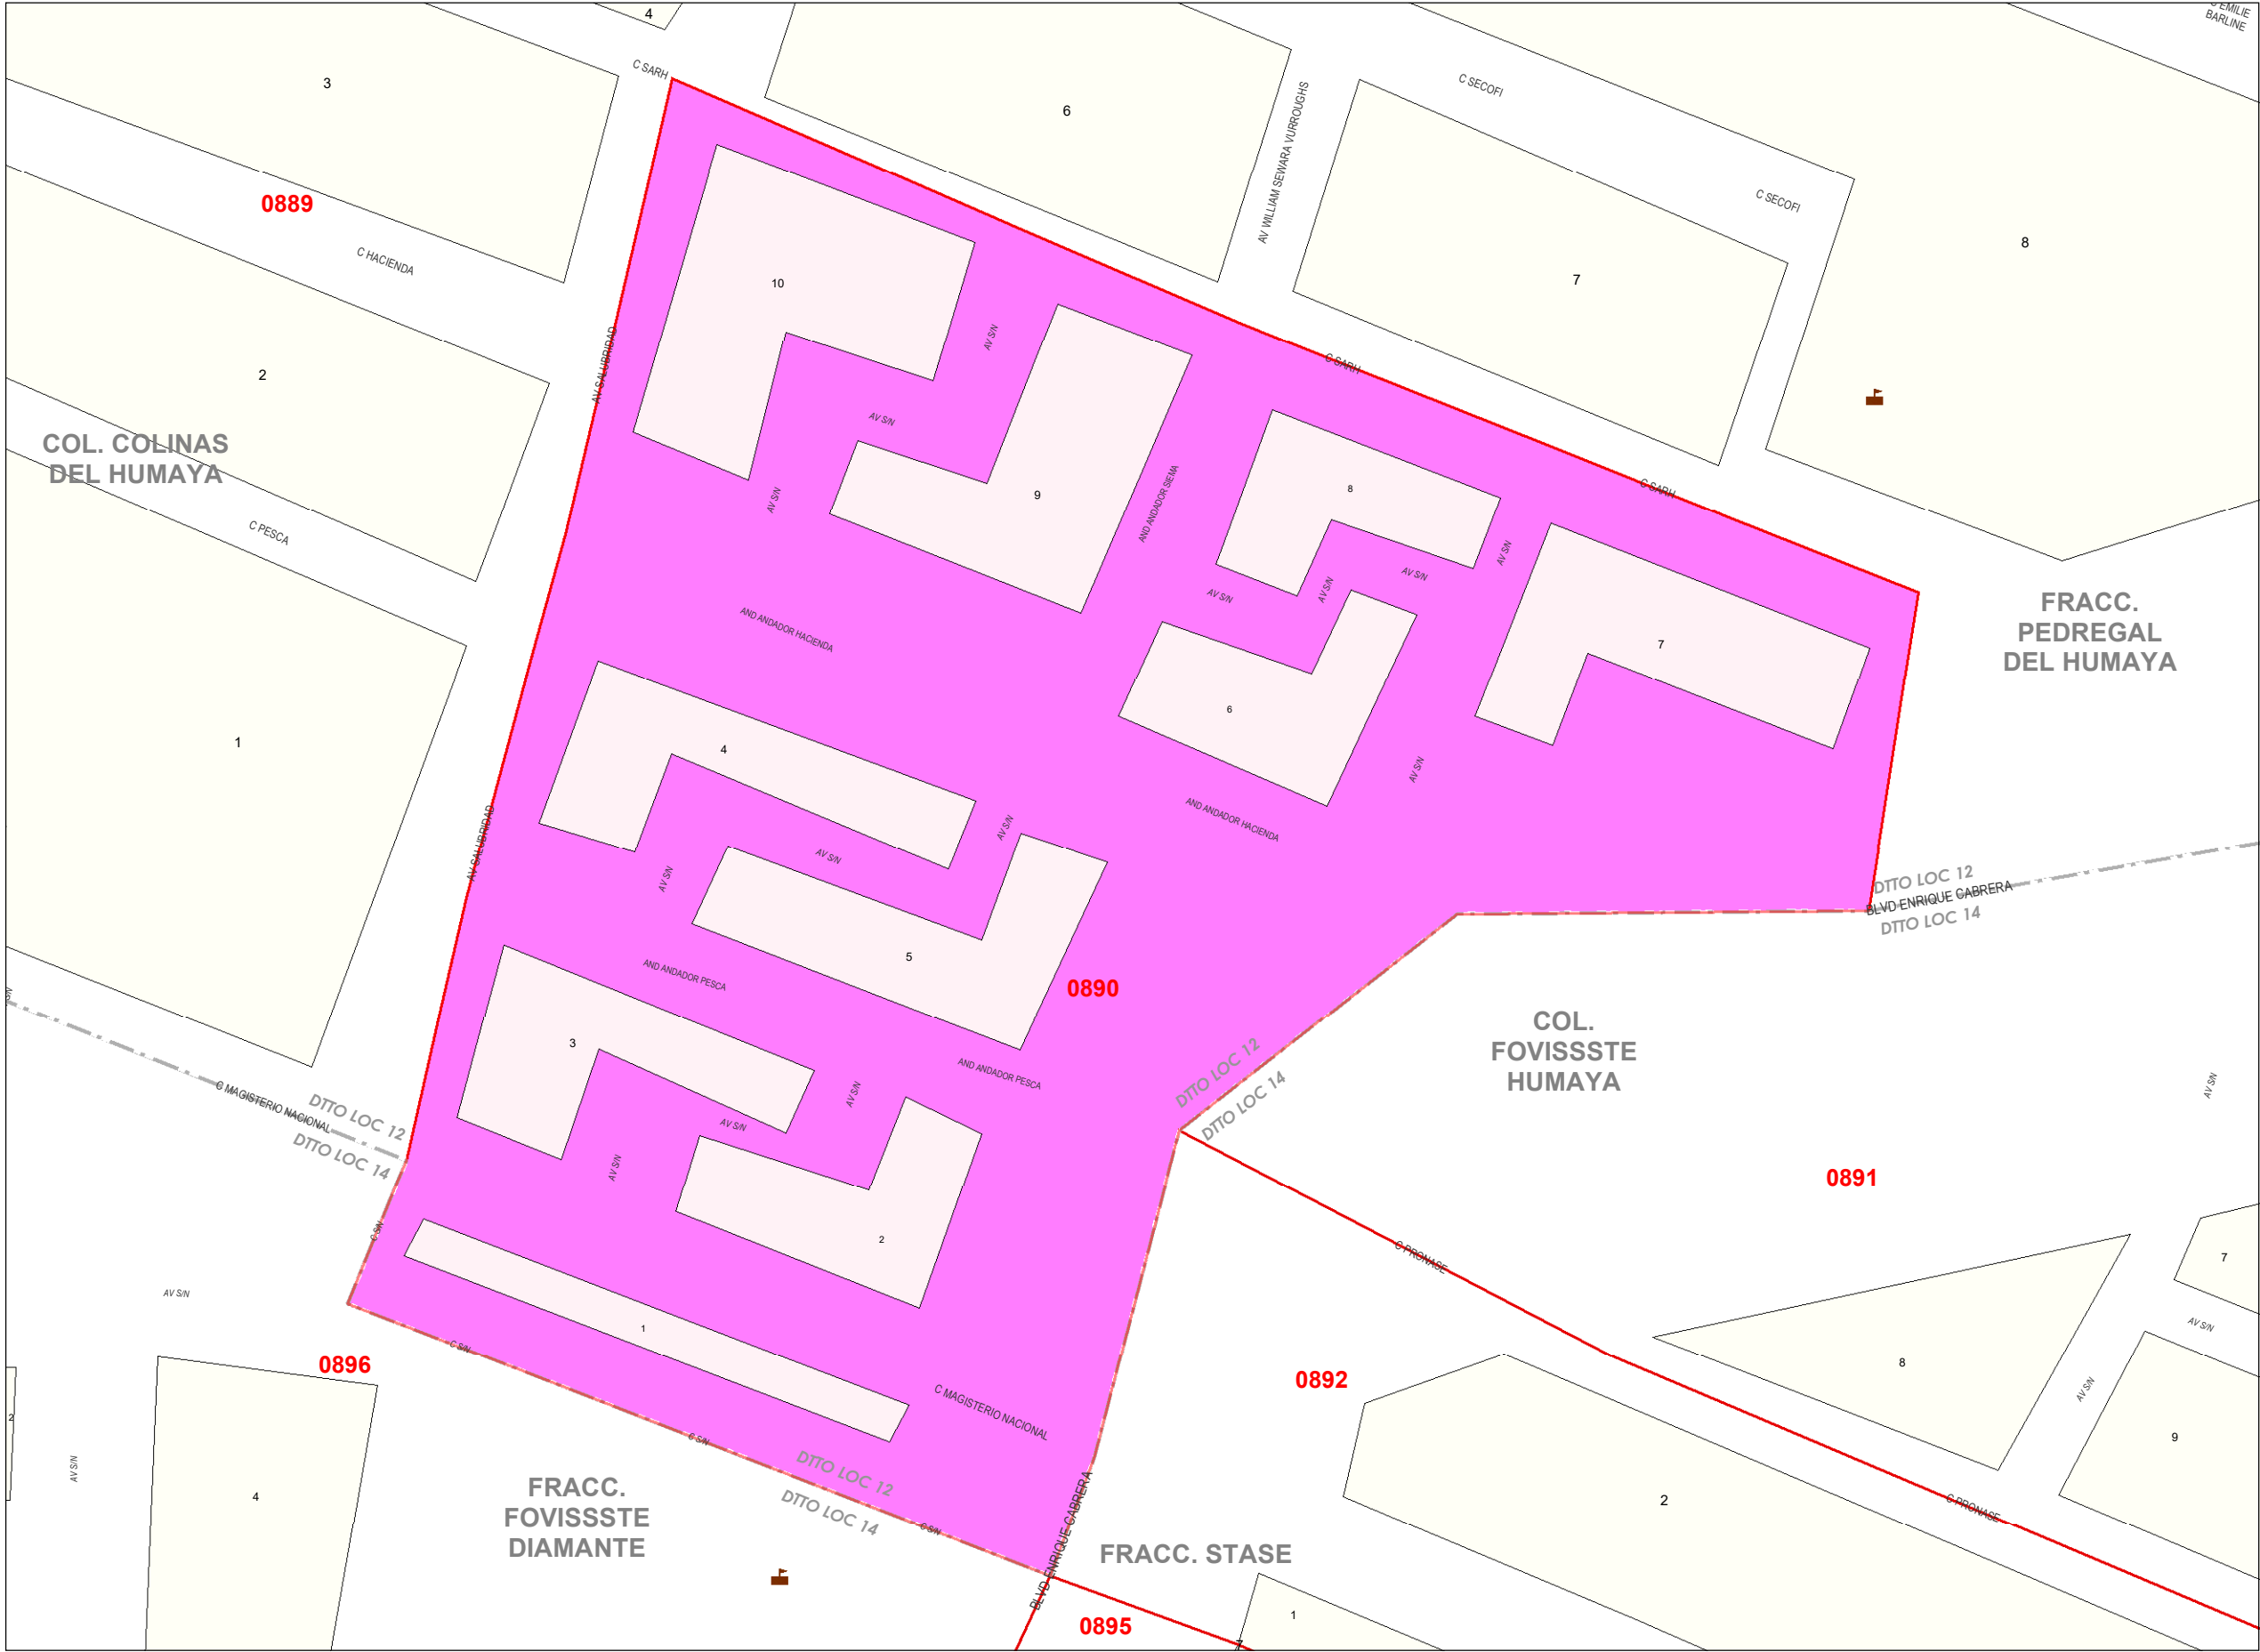 4
C EMILIE
BARLINE
C SARH
3
6
C SECOFI
AV WILLIAM SEWARA VURROUGHS
0889
C SECOFI
8
C HACIENDA
10
7
AV S/N
AV SALUBRIDAD
C SARH
2
AV S/N
COL. COLINAS
DEL HUMAYA
AV S/N
9
AND ANDADOR SIEMA
8
C SARH
C PESCA
AV S/N
AV S/N
AV S/N
AV S/N
FRACC.
PEDREGAL
DEL HUMAYA
AND ANDADOR HACIENDA
7
6
1
4
AV S/N
AND ANDADOR HACIENDA
AV S/N
AV SALUBRIDAD
AV S/N
AV S/N
DTTO LOC 12
BLVD ENRIQUE CABRERA
DTTO LOC 14
5
AND ANDADOR PESCA
0890
S/N
COL.
FOVISSSTE
HUMAYA
3
AND ANDADOR PESCA
DTTO LOC 12
DTTO LOC 14
AV S/N
AV S/N
C MAGISTERIO NACIONAL
DTTO LOC 12
DTTO LOC 14
AV S/N
AV S/N
0891
C S/N
2
C PRONASE
7
AV S/N
1
AV S/N
C S/N
0896
0892
8
AV S/N
C MAGISTERIO NACIONAL
2
C S/N
9
AV S/N
DTTO LOC 12
DTTO LOC 14
4
FRACC.
FOVISSSTE
DIAMANTE
2
C PRONASE
C S/N
BLVD ENRIQUE CABRERA
FRACC. STASE
1
0895
7